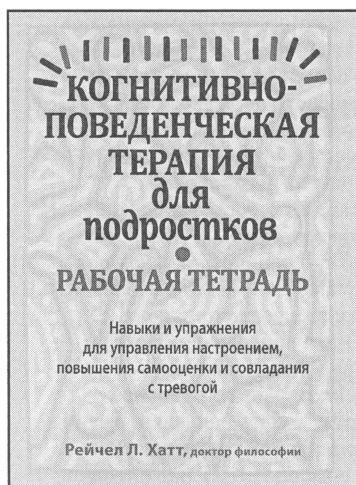 КОГНИТИВНО-
ПОВЕДЕНЧЕСКАЯ
ТЕРАПИЯ
для
подростков
РАБОЧАЯ ТЕТРАДЬ
Навыки и упражнения
для управления настроением,
повышения самооценки и совладания
с тревогой
Рейчел Л. Хатт, доктор философии